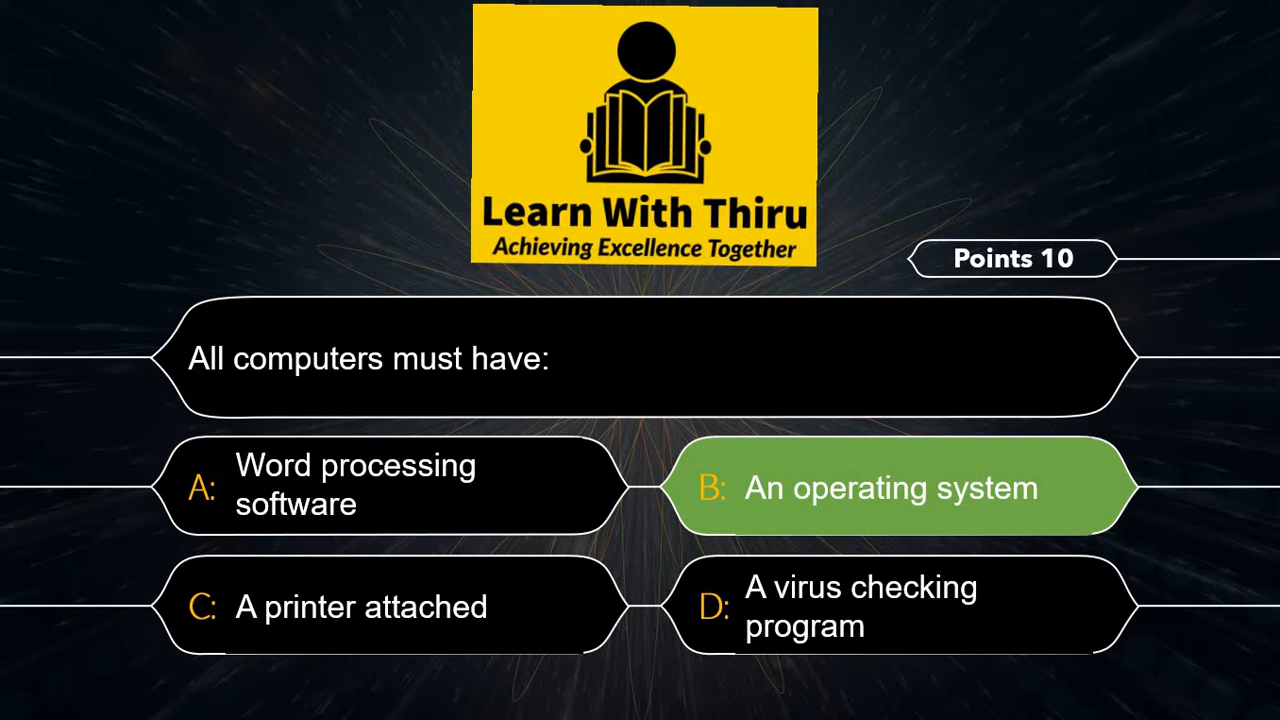 Learn With Thiru
Achieving Excellence Together
Points 10
All computers must have:
A: Word processing
software
B: An operating system
C: A printer attached
D: A virus checking
program